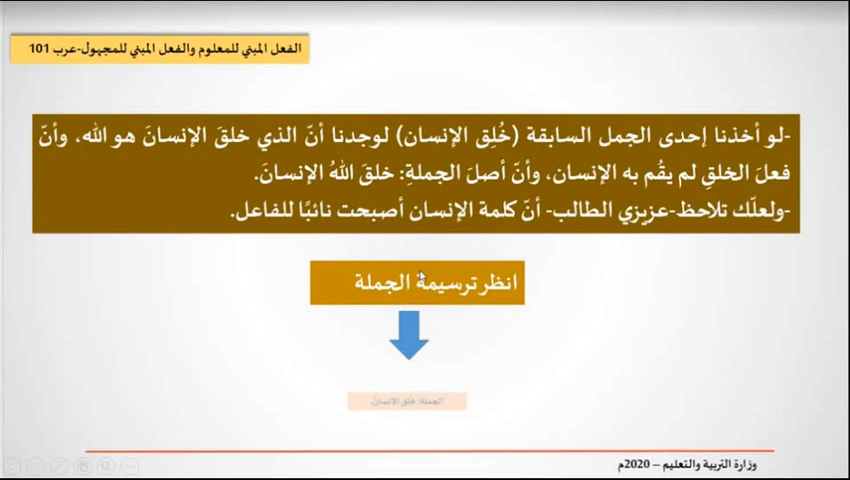 الفعل المبني للمعلوم والفعل المبني للمجهول-عرب 101
-لو أخذنا إحدى الجمل السابقة (خُلِق الإنسان) لوجدنا أنّ الذي خلقَ الإنسانَ هو الله، وأنّ
فعلَ الخلقِ لم يقُم به الإنسان، وأنّ أصلَ الجملةِ: خلقَ اللهُ الإنسانَ.
-ولعلّك تلاحظ-عزيزي الطالب- أنّ كلمة الإنسان أصبحت نائبًا للفاعل.
انظر ترسيمة الجملة
الجملة: خلق الإنسان
وزارة التربية والتعليم – 2020م